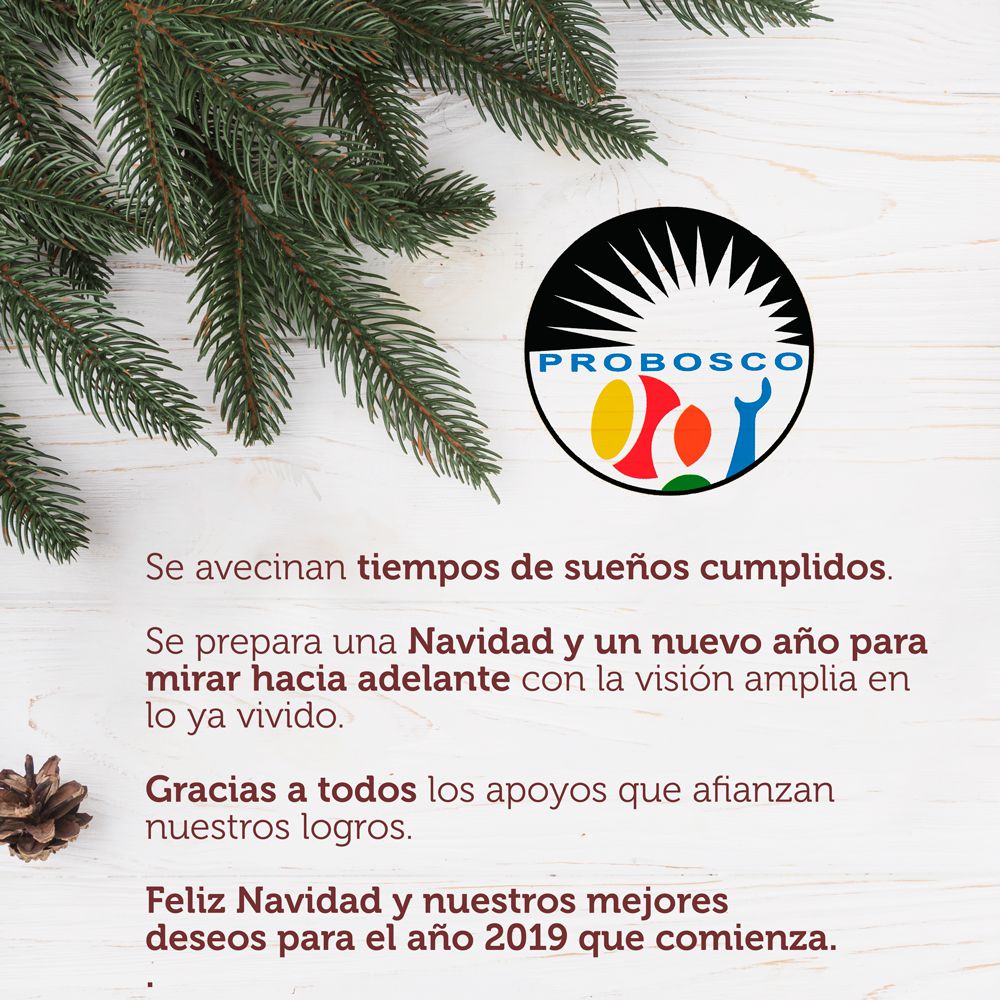 PROBOSCO
Se avecinan tiempos de sueños cumplidos.
Se prepara una Navidad y un nuevo año para
mirar hacia adelante con la visión amplia en
lo ya vivido.
Gracias a todos los apoyos que afianzan
nuestros logros.
Feliz Navidad y nuestros mejores
deseos para el año 2019 que comienza.
.